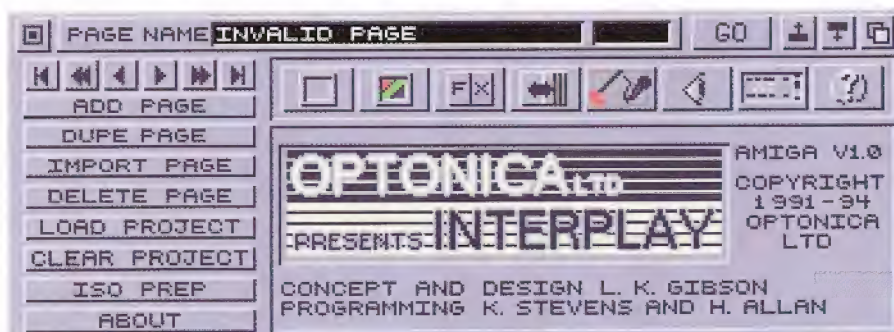 PAGE NAME INVALID PAGE GO
F X
ADD PAGE
DUPE PAGE
IMPORT PAGE
DELETE PAGE
LOAD PROJECT
CLEAR PROJECT
ISO PREP
ABOUT
OPTONICA LTD
PRESENTS INTERPLAY
AMIGA V1.0
COPYRIGHT
1991-94
OPTONICA
LTD
CONCEPT AND DESIGN L. K. GIBSON
PROGRAMMING K. STEVENS AND H. ALLAN